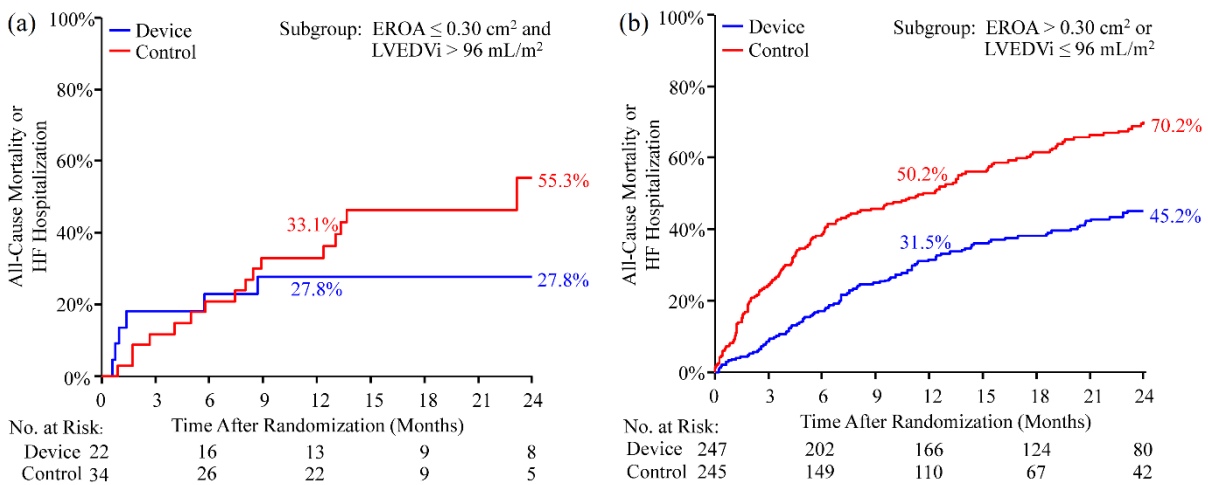 (a)
Device
Control
Subgroup: EROA ≤ 0.30 cm² and
LVEDVi > 96 mL/m²
All-Cause Mortality or
HF Hospitalization
100%
80%
60%
40%
20%
0%
33.1%
55.3%
27.8%
27.8%
0 3 6 9 12 15 18 21 24
Time After Randomization (Months)
No. at Risk:
Device 22 16 13 9 8
Control 34 26 22 9 5
(b)
Device
Control
Subgroup: EROA > 0.30 cm² or
LVEDVi ≤ 96 mL/m²
All-Cause Mortality or
HF Hospitalization
100%
80%
60%
40%
20%
0%
50.2%
70.2%
31.5%
45.2%
0 3 6 9 12 15 18 21 24
Time After Randomization (Months)
No. at Risk:
Device 247 202 166 124 80
Control 245 149 110 67 42